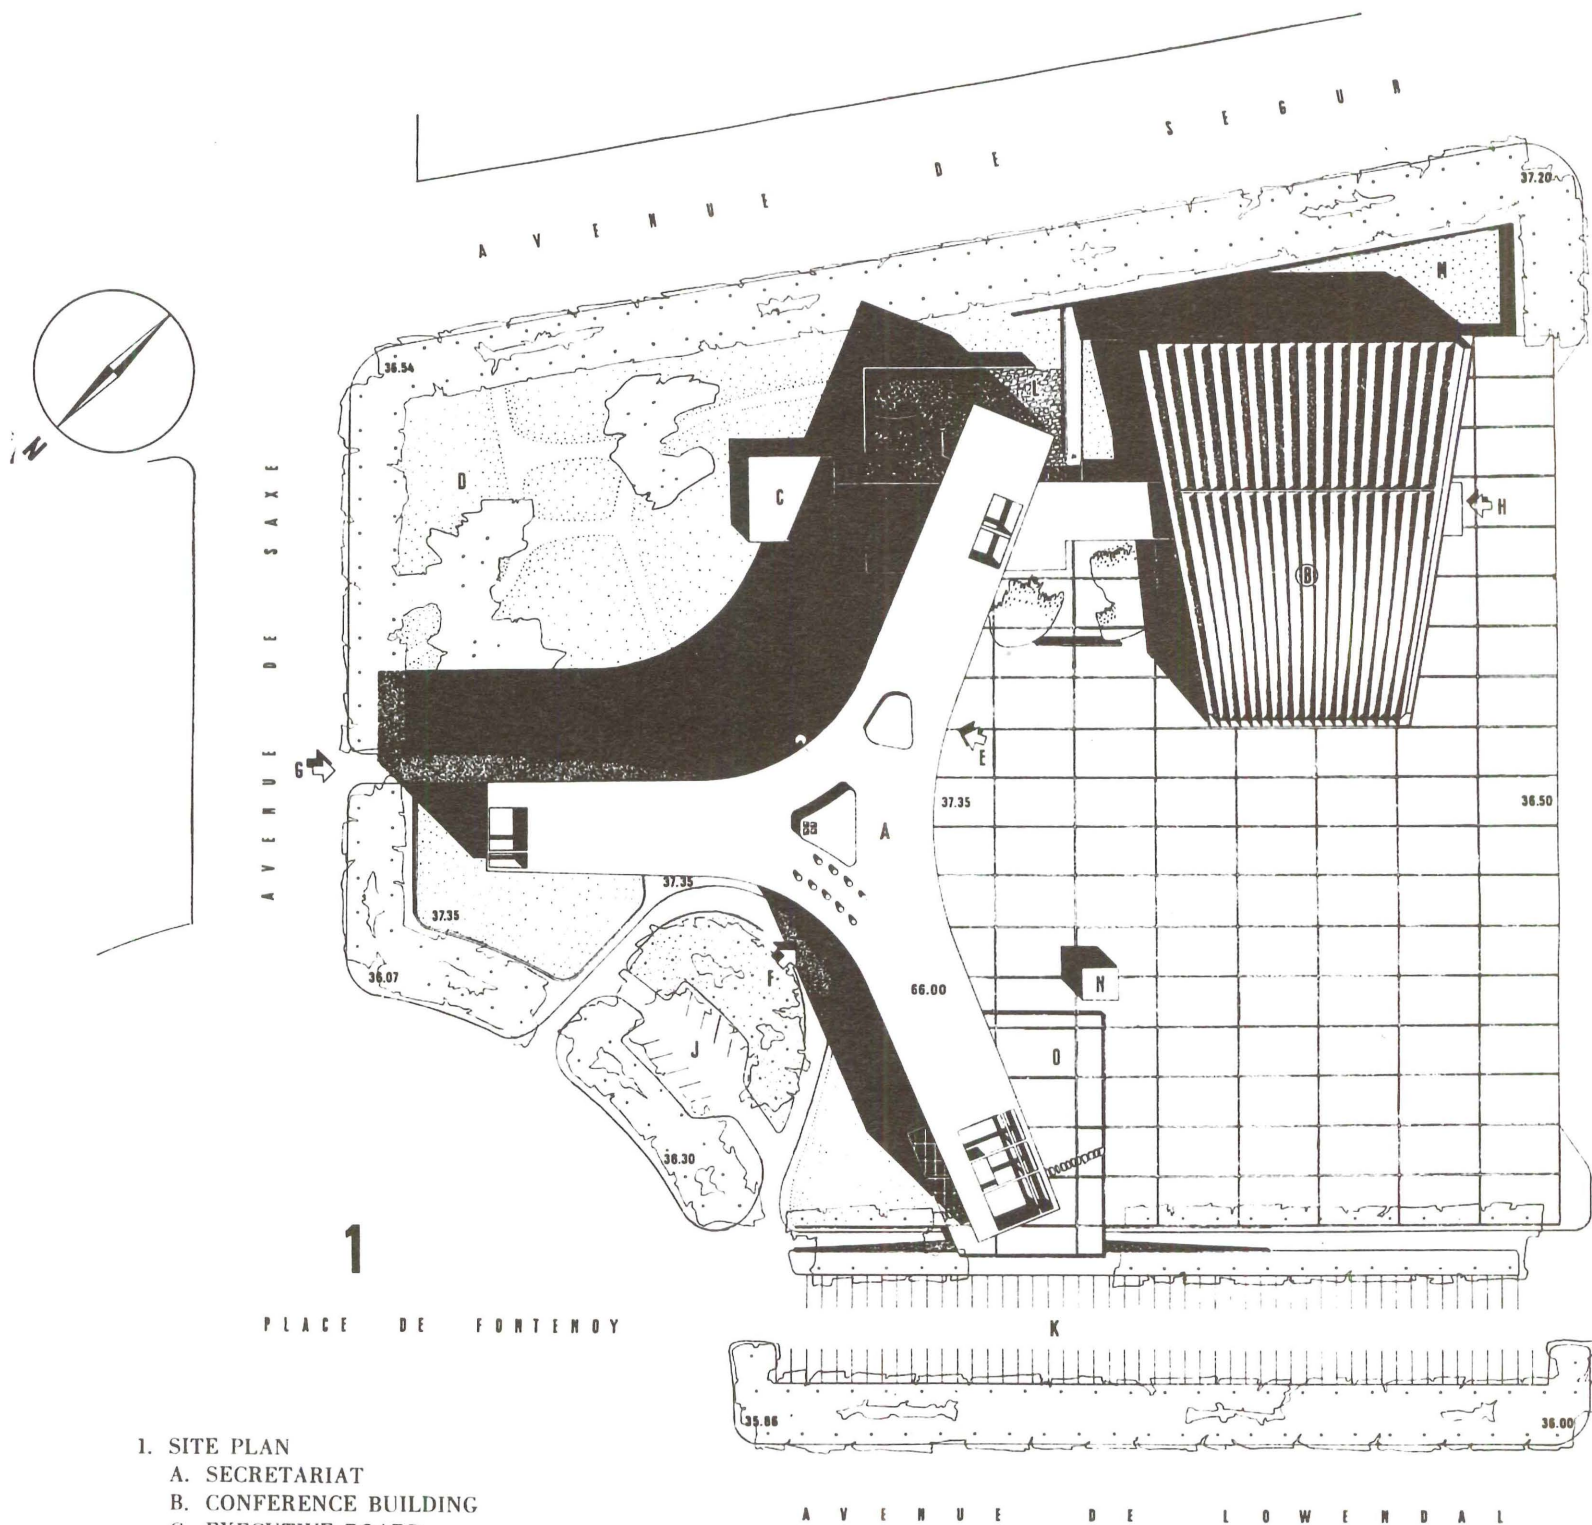 AVENUE DE SEGUR
37.20
M
N
36.54
L
AVENUE DE SAXE
D
C
H
B
G
E
37.35
36.50
A
37.35
37.35
36.07
F
66.00
N
J
O
36.30
1
PLACE DE FONTENOY
K
35.86
36.00
1. SITE PLAN
A. SECRETARIAT
B. CONFERENCE BUILDING
AVENUE DE LOWENDAL